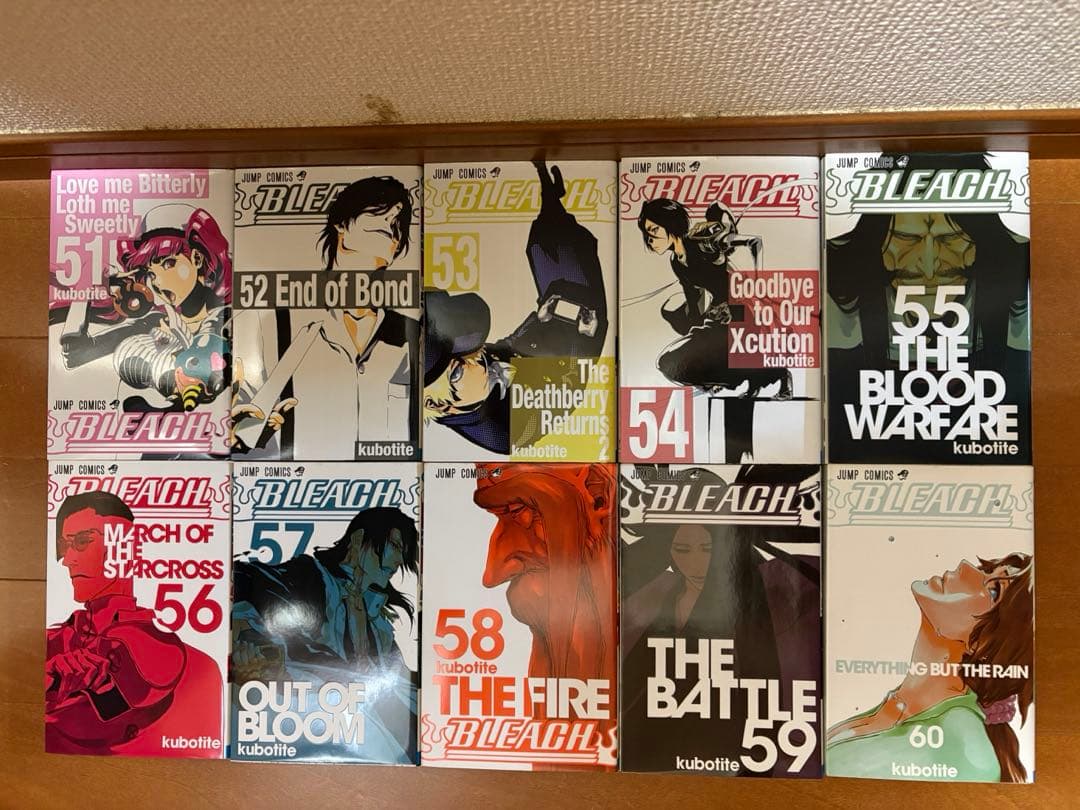 Love me Bitterly
Loth me
Sweetly
51
kubotite
JUMP COMICS
BLEACH
JUMP COMICS
BLEACH
52 End of Bond
kubotite
JUMP COMICS
BLEACH
53
The
Deathberry
Returns
2
kubotite
JUMP COMICS
BLEACH
Goodbye
to Our
Xcution
kubotite
54
JUMP COMICS
BLEACH
55
THE
BLOOD
WARFARE
kubotite
JUMP COMICS
BLEACH
MARCH OF
THE
STARCROSS
56
kubotite
JUMP COMICS
BLEACH
57
OUT OF
BLOOM
kubotite
JUMP COMICS
58
kubotite
THE FIRE
BLEACH
JUMP COMICS
BLEACH
THE
BATTLE
kubotite 59
JUMP COMICS
BLEACH
EVERYTHING BUT THE RAIN
60
kubotite